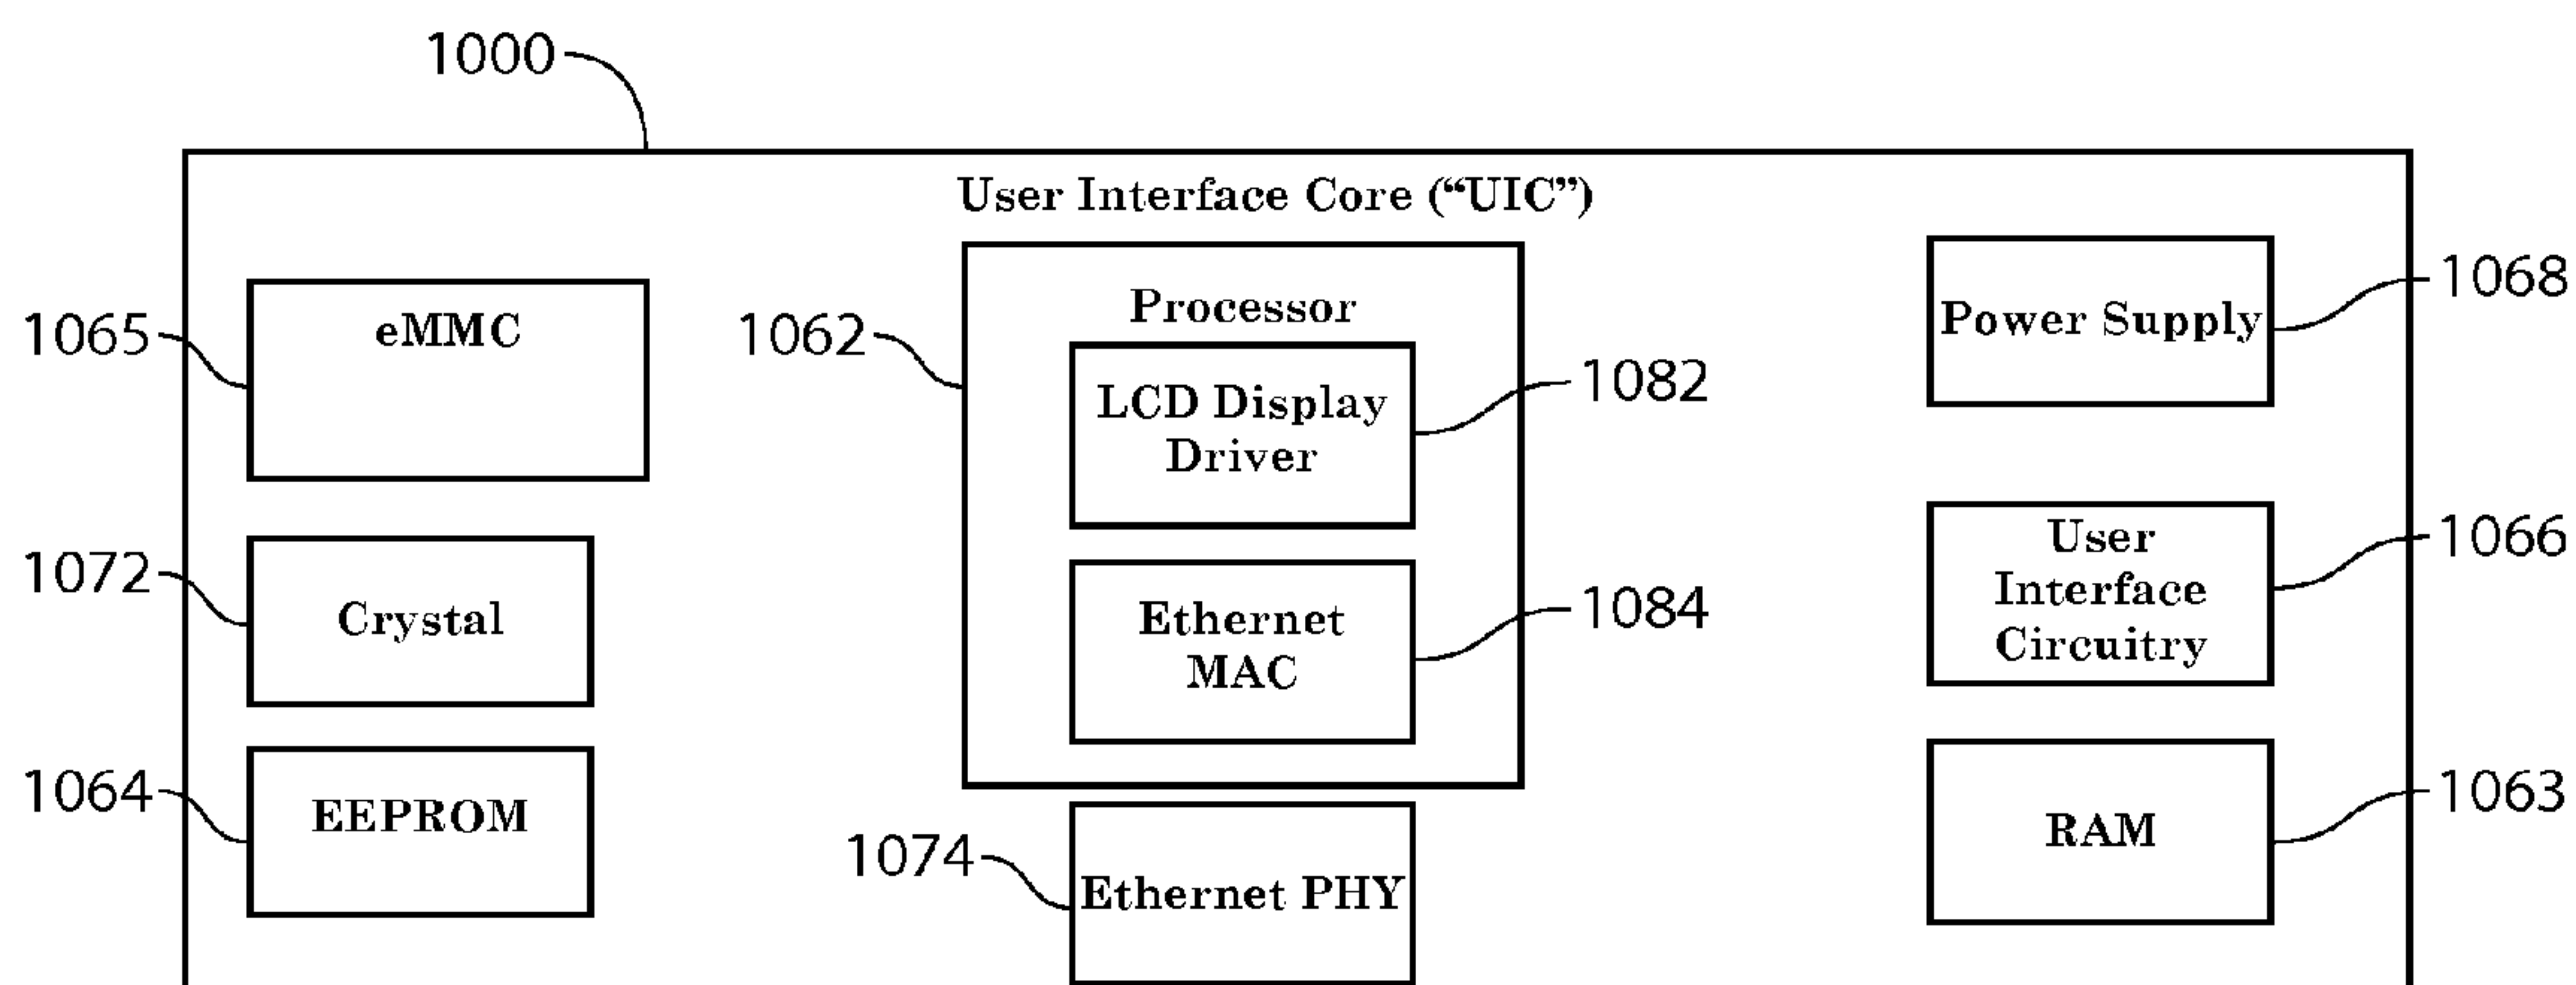 1000
User Interface Core (“UIC”)
1065
eMMC
1062
Processor
LCD Display
Driver
1082
Power Supply
1068
1072
Crystal
Ethernet
MAC
1084
User
Interface
Circuitry
1066
1064
EEPROM
1074
Ethernet PHY
RAM
1063